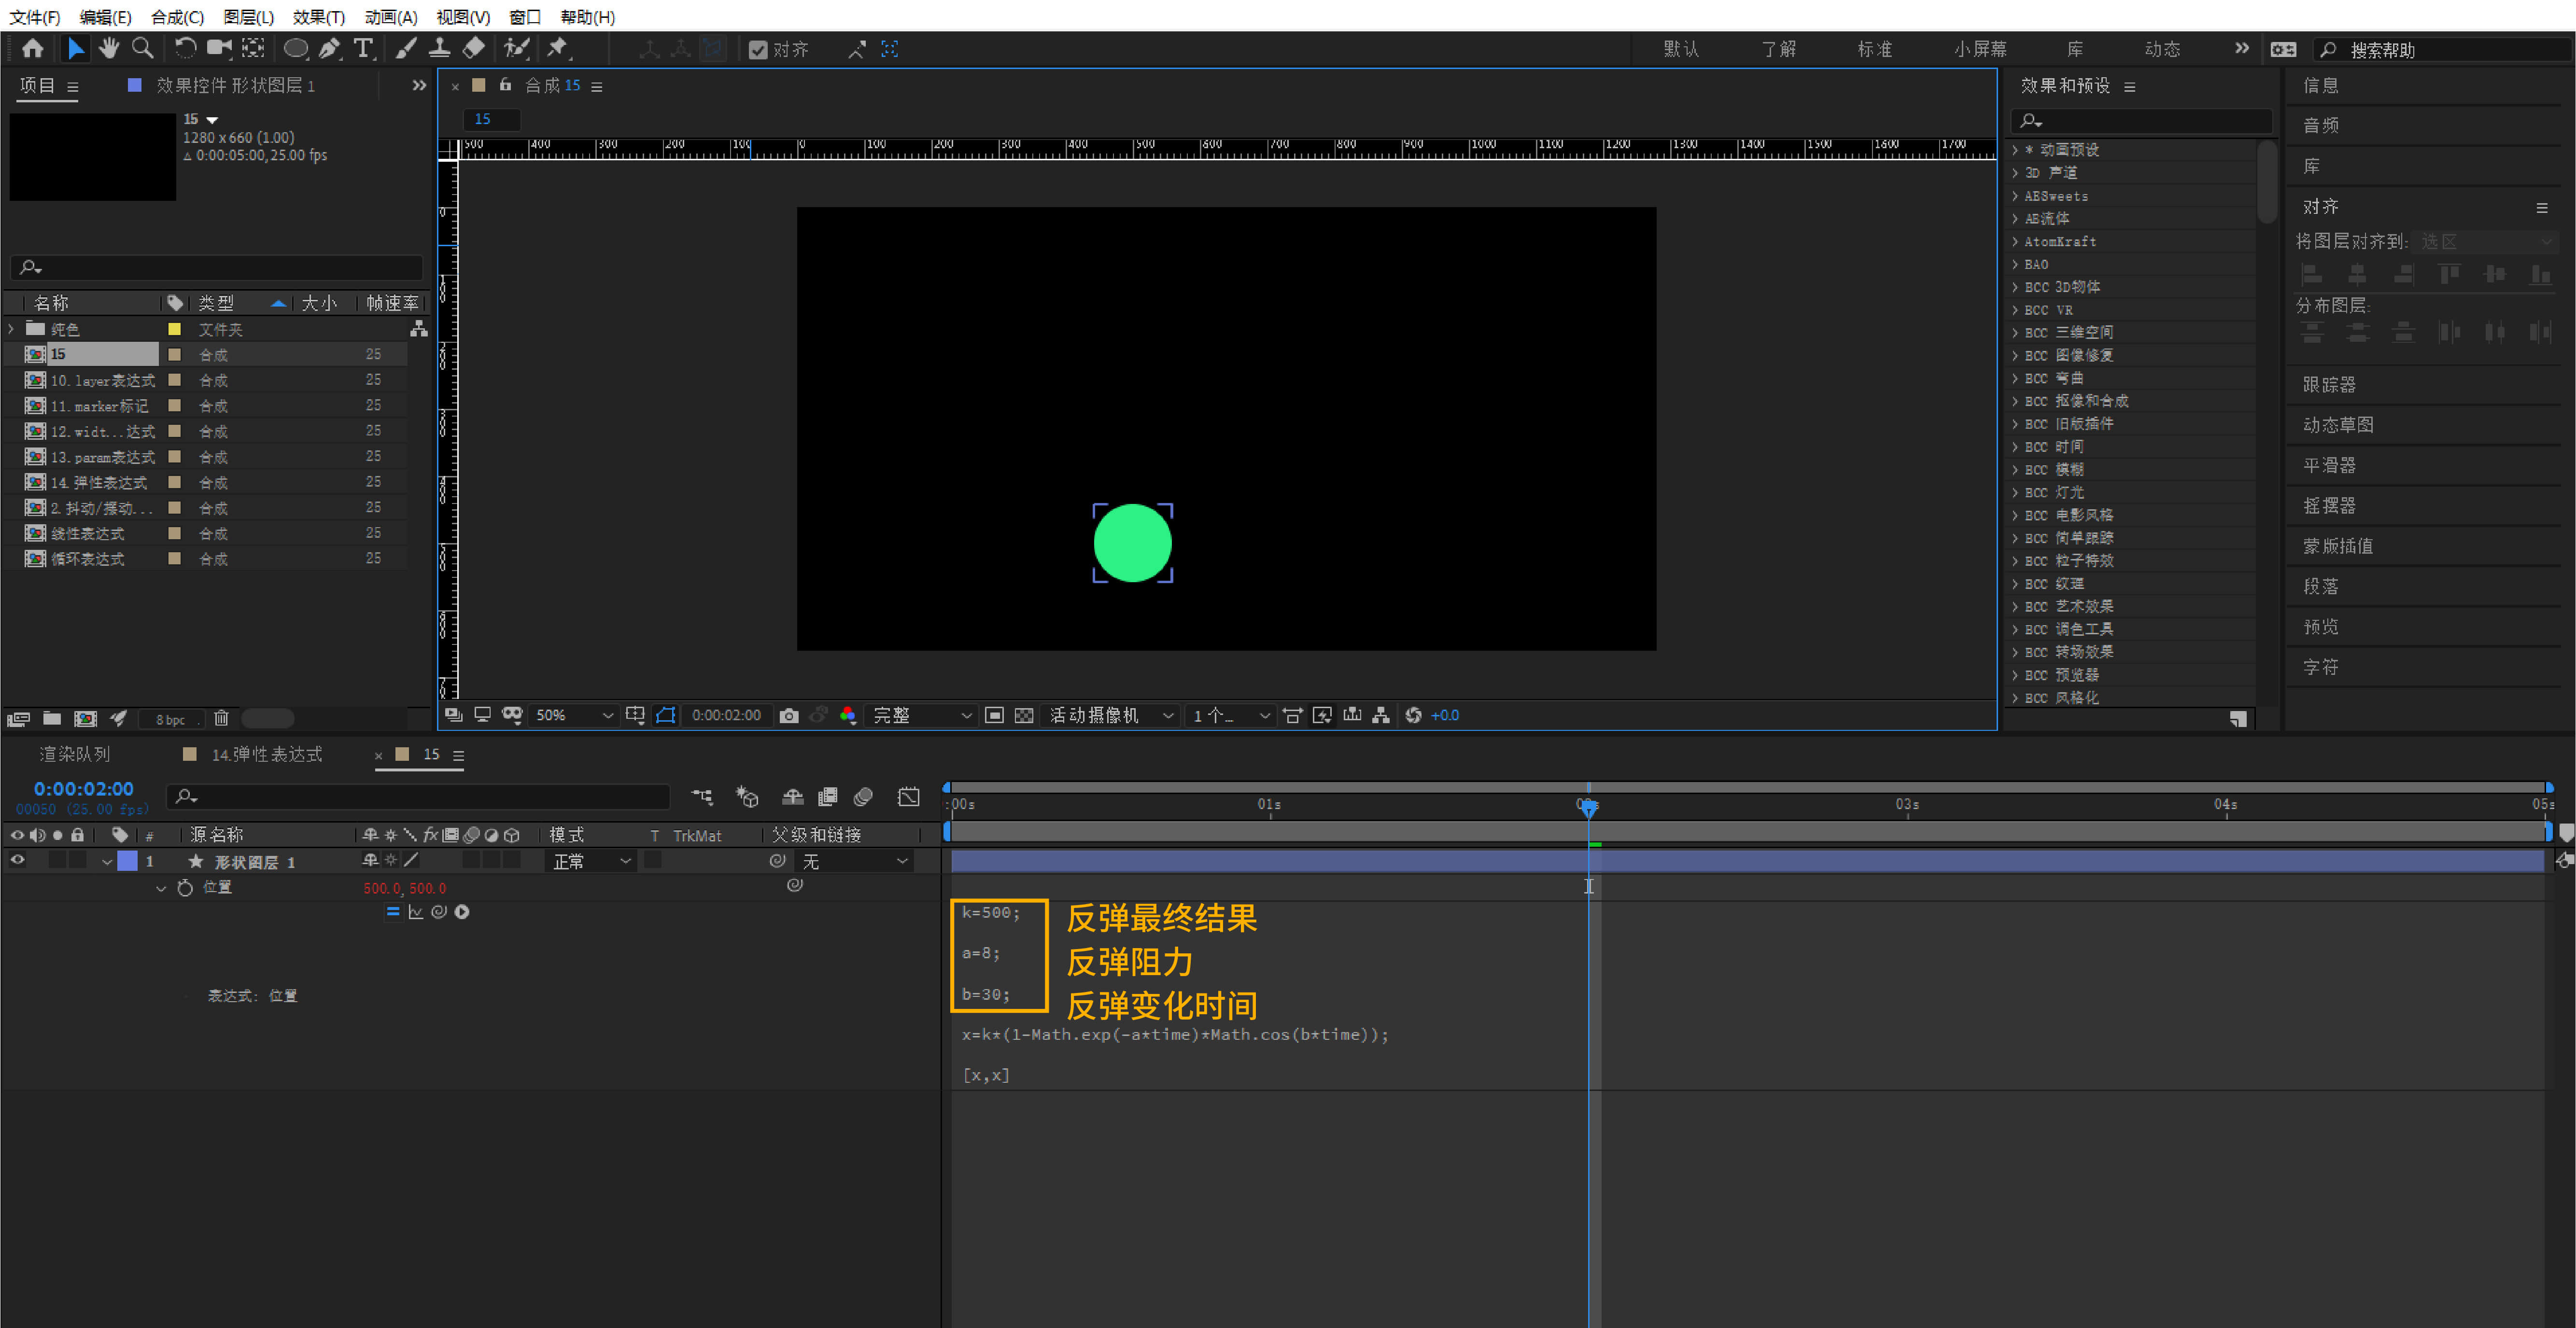 文件(F) 编辑(E) 合成(C) 图层(L) 效果(T) 动画(A) 视图(V) 窗口 帮助(H)
对齐 默认 了解 标准 小屏幕 库 动态 搜索帮助
项目 效果控件 形状图层 1
15
1280 x 660 (1.00)
Δ 0:00:05:00, 25.00 fps
名称 类型 大小 帧速率
纯色 文件夹
15 合成 25
10. layer表达式 合成 25
11. marker标记 合成 25
12. widt...达式 合成 25
13. param表达式 合成 25
14. 弹性表达式 合成 25
2. 抖动/摆动... 合成 25
线性表达式 合成 25
循环表达式 合成 25
8 bpc
合成 15
15
500 400 300 200 100 0 100 200 300 400 500 600 700 800 900 1000 1100 1200 1300 1400 1500 1600 1700
50% 0:00:02:00 完整 活动摄像机 1 个... +0.0
效果和预设
* 动画预设
3D 声道
AESweets
AE流体
AtomKraft
BAO
BCC 3D物体
BCC VR
BCC 三维空间
BCC 图像修复
BCC 弯曲
BCC 抠像和合成
BCC 旧版插件
BCC 时间
BCC 模糊
BCC 灯光
BCC 电影风格
BCC 简单跟踪
BCC 粒子特效
BCC 纹理
BCC 艺术效果
BCC 调色工具
BCC 转场效果
BCC 预览器
BCC 风格化
信息
音频
库
对齐
将图层对齐到: 选区
分布图层:
跟踪器
动态草图
平滑器
摇摆器
蒙版插值
段落
预览
字符
渲染队列 14.弹性表达式 15
0:00:02:00
00050 (25.00 fps)
:00s 01s 02s 03s 04s 05s
# 源名称 模式 T TrkMat 父级和链接
1 形状图层 1 正常 无
位置 500.0, 500.0
表达式: 位置
k=500; 反弹最终结果
a=8; 反弹阻力
b=30; 反弹变化时间
x=k*(1-Math.exp(-a*time)*Math.cos(b*time));
[x,x]